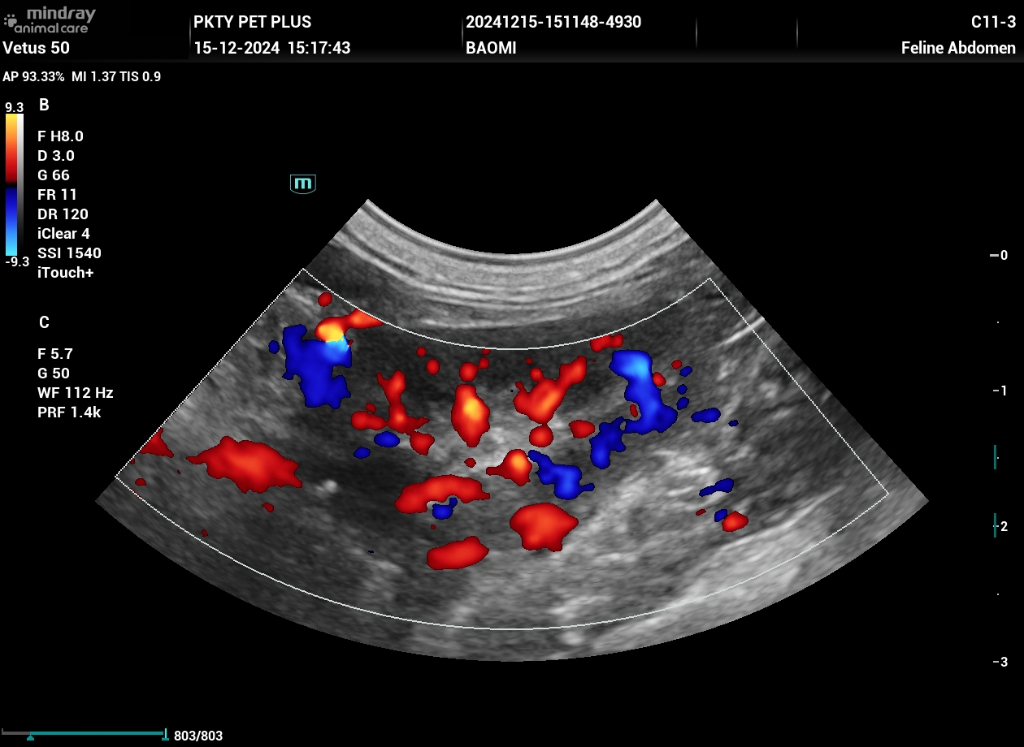 mindray
animalcare
Vetus 50
PKTY PET PLUS
15-12-2024 15:17:43
20241215-151148-4930
BAOMI
C11-3
Feline Abdomen
AP 93.33% MI 1.37 TIS 0.9
9.3
-9.3
B
F H8.0
D 3.0
G 66
FR 11
DR 120
iClear 4
SSI 1540
iTouch+
C
F 5.7
G 50
WF 112 Hz
PRF 1.4k
m
0
1
2
3
803/803